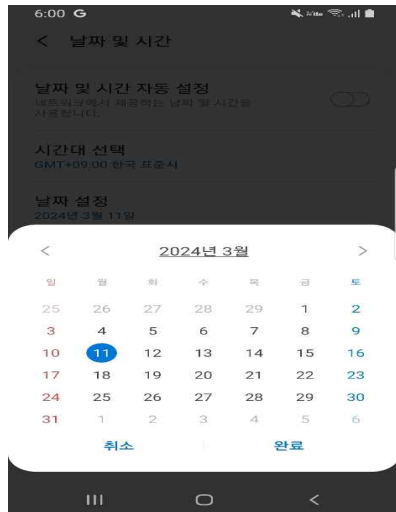 6:00 G
날짜 및 시간
날짜 및 시간 자동 설정
네트워크에서 제공하는 날짜 및 시간을
사용합니다.
시간대 선택
GMT+09:00 한국 표준시
날짜 설정
2024년 3월 11일
< 2024년 3월 >
일 월 화 수 목 금 토
25 26 27 28 29 1 2
3 4 5 6 7 8 9
10 11 12 13 14 15 16
17 18 19 20 21 22 23
24 25 26 27 28 29 30
31 1 2 3 4 5 6
취소 완료